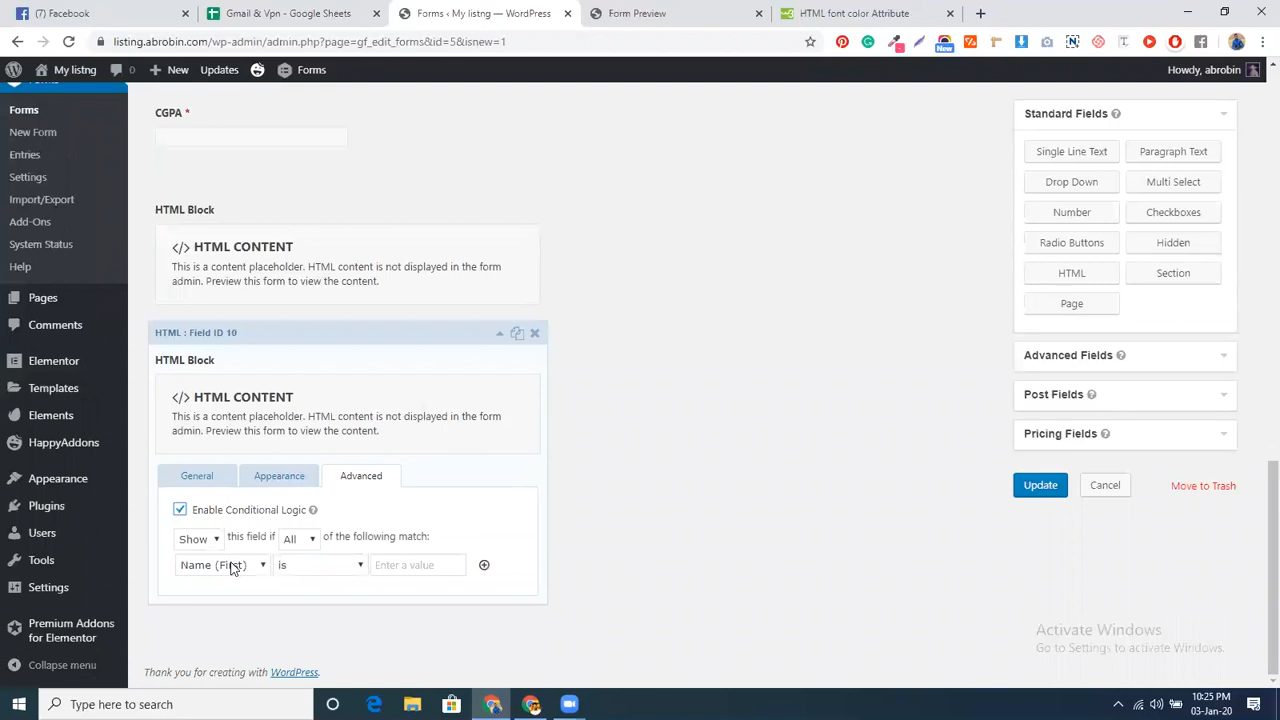 Facebook
Gmail & Vpn - Google Sheets
Forms ‹ My listng — WordPress
Form Preview
HTML font color Attribute
listing.abrobin.com/wp-admin/admin.php?page=gf_edit_forms&id=5&isnew=1
New
My listng
0
New
Updates
Forms
Howdy, abrobin
Forms
New Form
Entries
Settings
Import/Export
Add-Ons
System Status
Help
Pages
Comments
Elementor
Templates
Elements
HappyAddons
Appearance
Plugins
Users
Tools
Settings
Premium Addons
for Elementor
Collapse menu
CGPA *
HTML Block
</> HTML CONTENT
This is a content placeholder. HTML content is not displayed in the form
admin. Preview this form to view the content.
HTML : Field ID 10
HTML Block
</> HTML CONTENT
This is a content placeholder. HTML content is not displayed in the form
admin. Preview this form to view the content.
General
Appearance
Advanced
Enable Conditional Logic
Show this field if All of the following match:
Name (First) is Enter a value
Thank you for creating with WordPress.
Standard Fields
Single Line Text
Paragraph Text
Drop Down
Multi Select
Number
Checkboxes
Radio Buttons
Hidden
HTML
Section
Page
Advanced Fields
Post Fields
Pricing Fields
Update
Cancel
Move to Trash
Activate Windows
Go to Settings to activate Windows.
Type here to search
10:25 PM
03-Jan-20